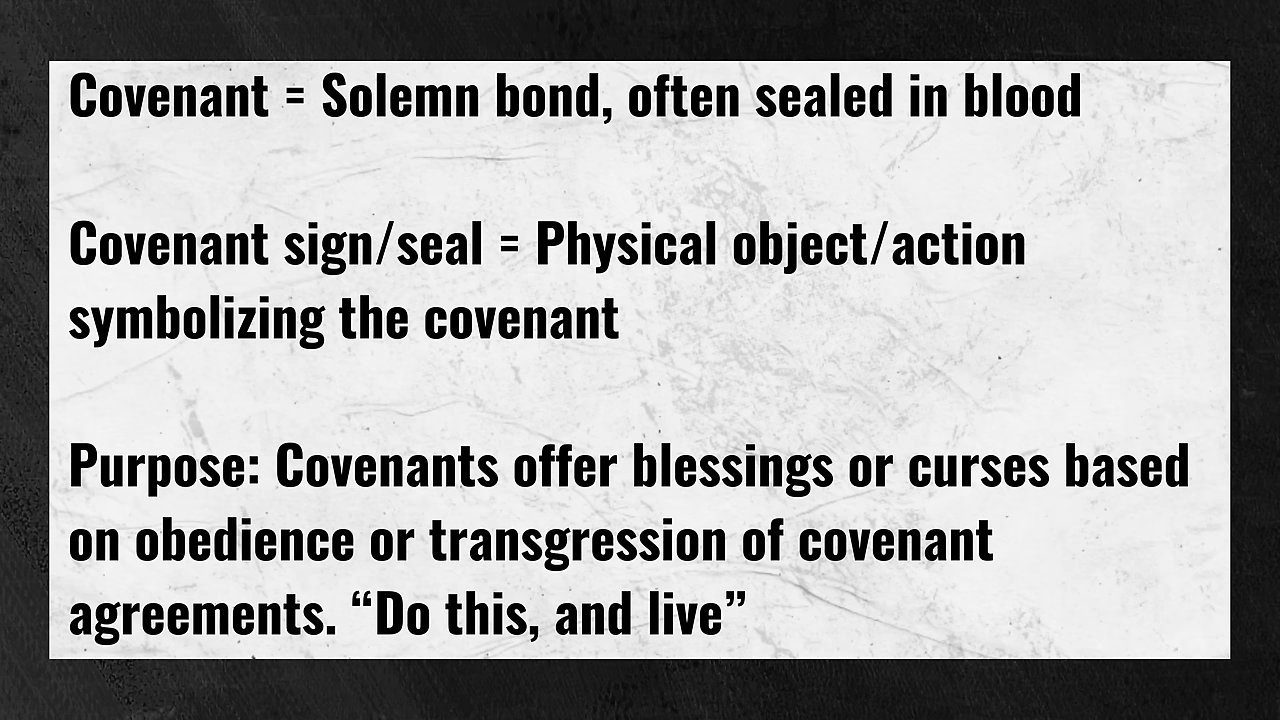 Covenant = Solemn bond, often sealed in blood
Covenant sign/seal = Physical object/action
symbolizing the covenant
Purpose: Covenants offer blessings or curses based
on obedience or transgression of covenant
agreements. “Do this, and live”